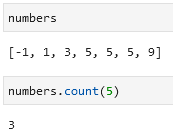 numbers
[-1, 1, 3, 5, 5, 5, 9]
numbers.count(5)
3